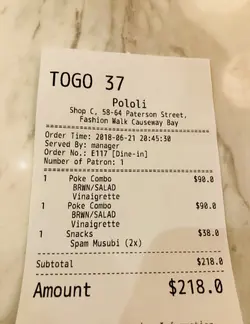 TOGO 37
Pololi
Shop C, 58-64 Paterson Street,
Fashion Walk Causeway Bay
Order Time: 2018-06-21 20:45:30
Served By: manager
Order No.: E117 [Dine-in]
Number of Patron: 1
1 Poke Combo $90.0
BRWN/SALAD
Vinaigrette
1 Poke Combo $90.0
BRWN/SALAD
Vinaigrette
1 Snacks $38.0
Spam Musubi (2x)
Subtotal $218.0
Amount $218.0